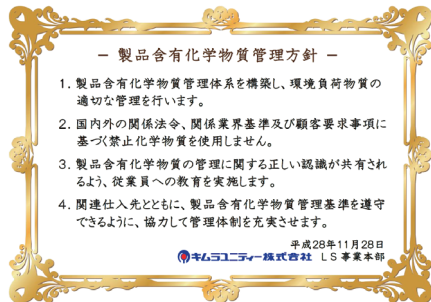 – 製品含有化学物質管理方針 –
1. 製品含有化学物質管理体系を構築し、環境負荷物質の
適切な管理を行います。
2. 国内外の関係法令、関係業界基準及び顧客要求事項に
基づく禁止化学物質を使用しません。
3. 製品含有化学物質の管理に関する正しい認識が共有され
るよう、従業員への教育を実施します。
4. 関連仕入先とともに、製品含有化学物質管理基準を遵守
できるように、協力して管理体制を充実させます。
平成28年11月28日
キムラユニティー株式会社 LS事業本部